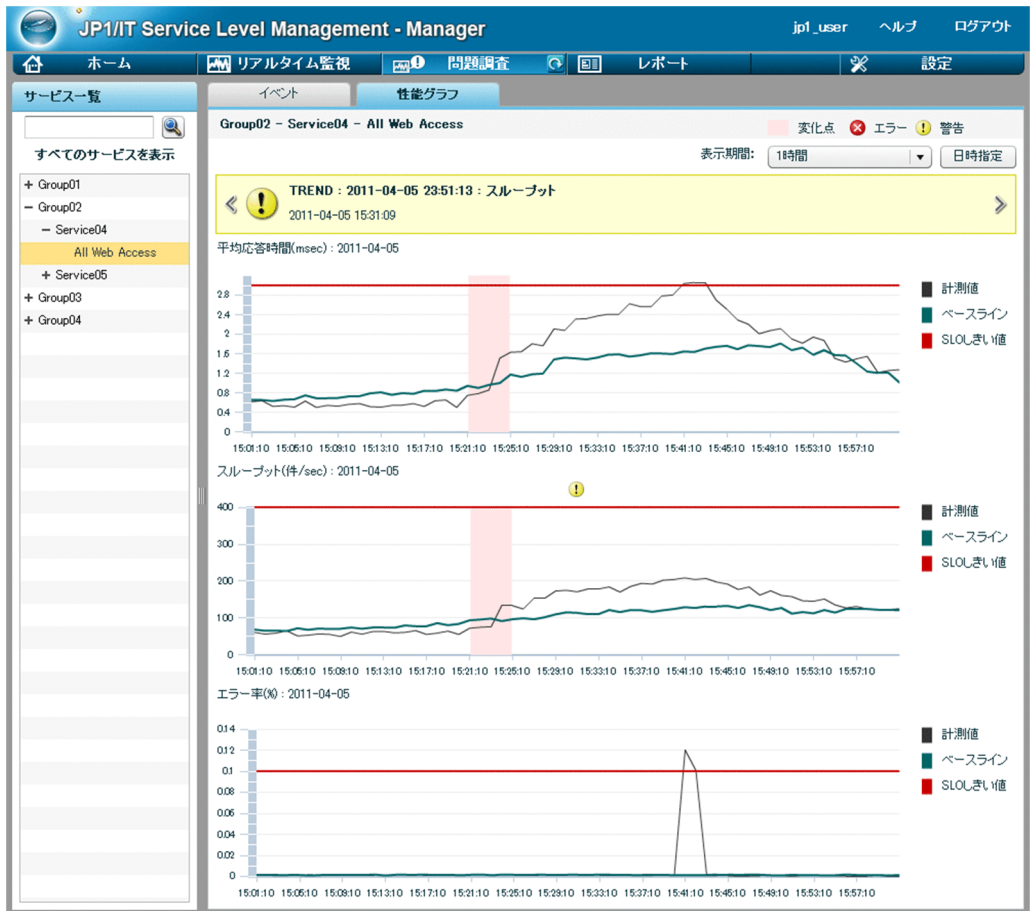 JP1/IT Service Level Management - Manager
jp1_user ヘルプ ログアウト
ホーム リアルタイム監視 問題調査 レポート 設定
サービス一覧
すべてのサービスを表示
+ Group01
− Group02
− Service04
All Web Access
+ Service05
+ Group03
+ Group04
イベント 性能グラフ
Group02 - Service04 - All Web Access
変化点 エラー 警告
表示期間: 1時間 日時指定
TREND : 2011-04-05 23:51:13 : スループット
2011-04-05 15:31:09
平均応答時間(msec) : 2011-04-05
2.8
2.4
2
1.6
1.2
0.8
0.4
0
15:01:10 15:05:10 15:09:10 15:13:10 15:17:10 15:21:10 15:25:10 15:29:10 15:33:10 15:37:10 15:41:10 15:45:10 15:49:10 15:53:10 15:57:10
計測値
ベースライン
SLOしきい値
スループット(件/sec) : 2011-04-05
400
300
200
100
0
15:01:10 15:05:10 15:09:10 15:13:10 15:17:10 15:21:10 15:25:10 15:29:10 15:33:10 15:37:10 15:41:10 15:45:10 15:49:10 15:53:10 15:57:10
計測値
ベースライン
SLOしきい値
エラー率(%) : 2011-04-05
0.14
0.12
0.1
0.08
0.06
0.04
0.02
0
15:01:10 15:05:10 15:09:10 15:13:10 15:17:10 15:21:10 15:25:10 15:29:10 15:33:10 15:37:10 15:41:10 15:45:10 15:49:10 15:53:10 15:57:10
計測値
ベースライン
SLOしきい値